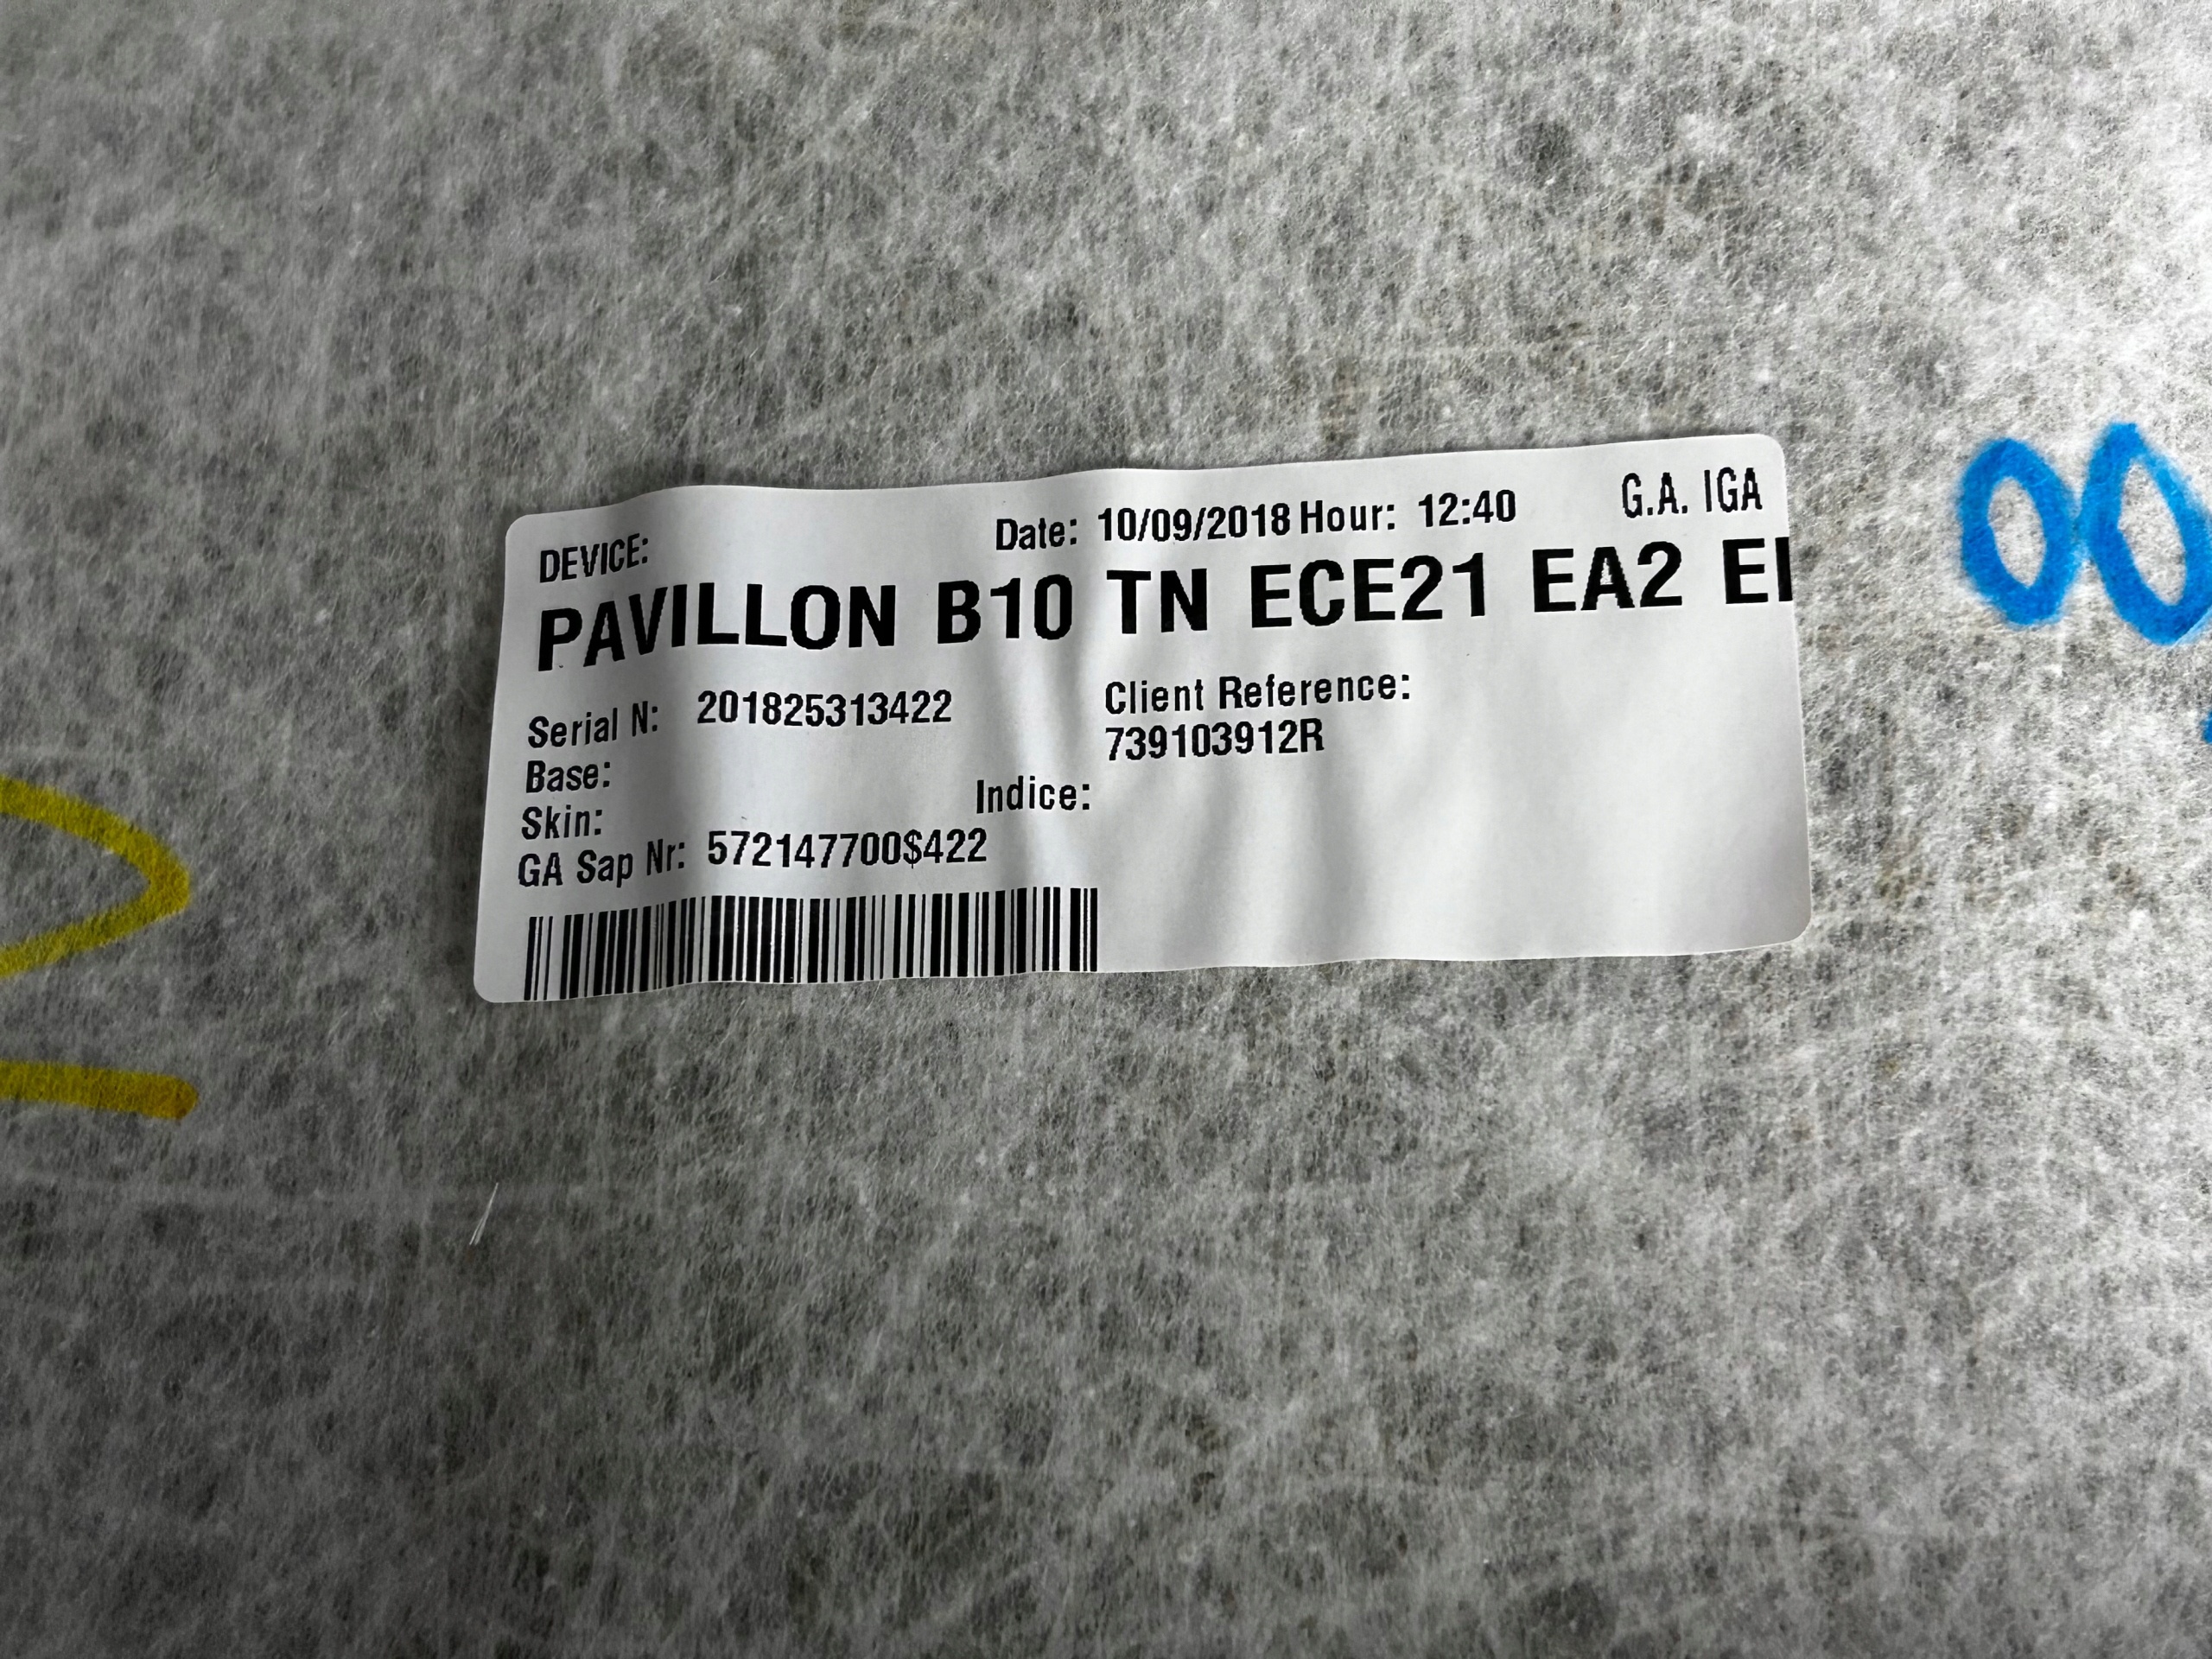 DEVICE: Date: 10/09/2018 Hour: 12:40 G.A. IGA
PAVILLON B10 TN ECE21 EA2
Serial N: 201825313422 Client Reference:
739103912R
Base:
Indice:
Skin:
GA Sap Nr: 572147700$422
00